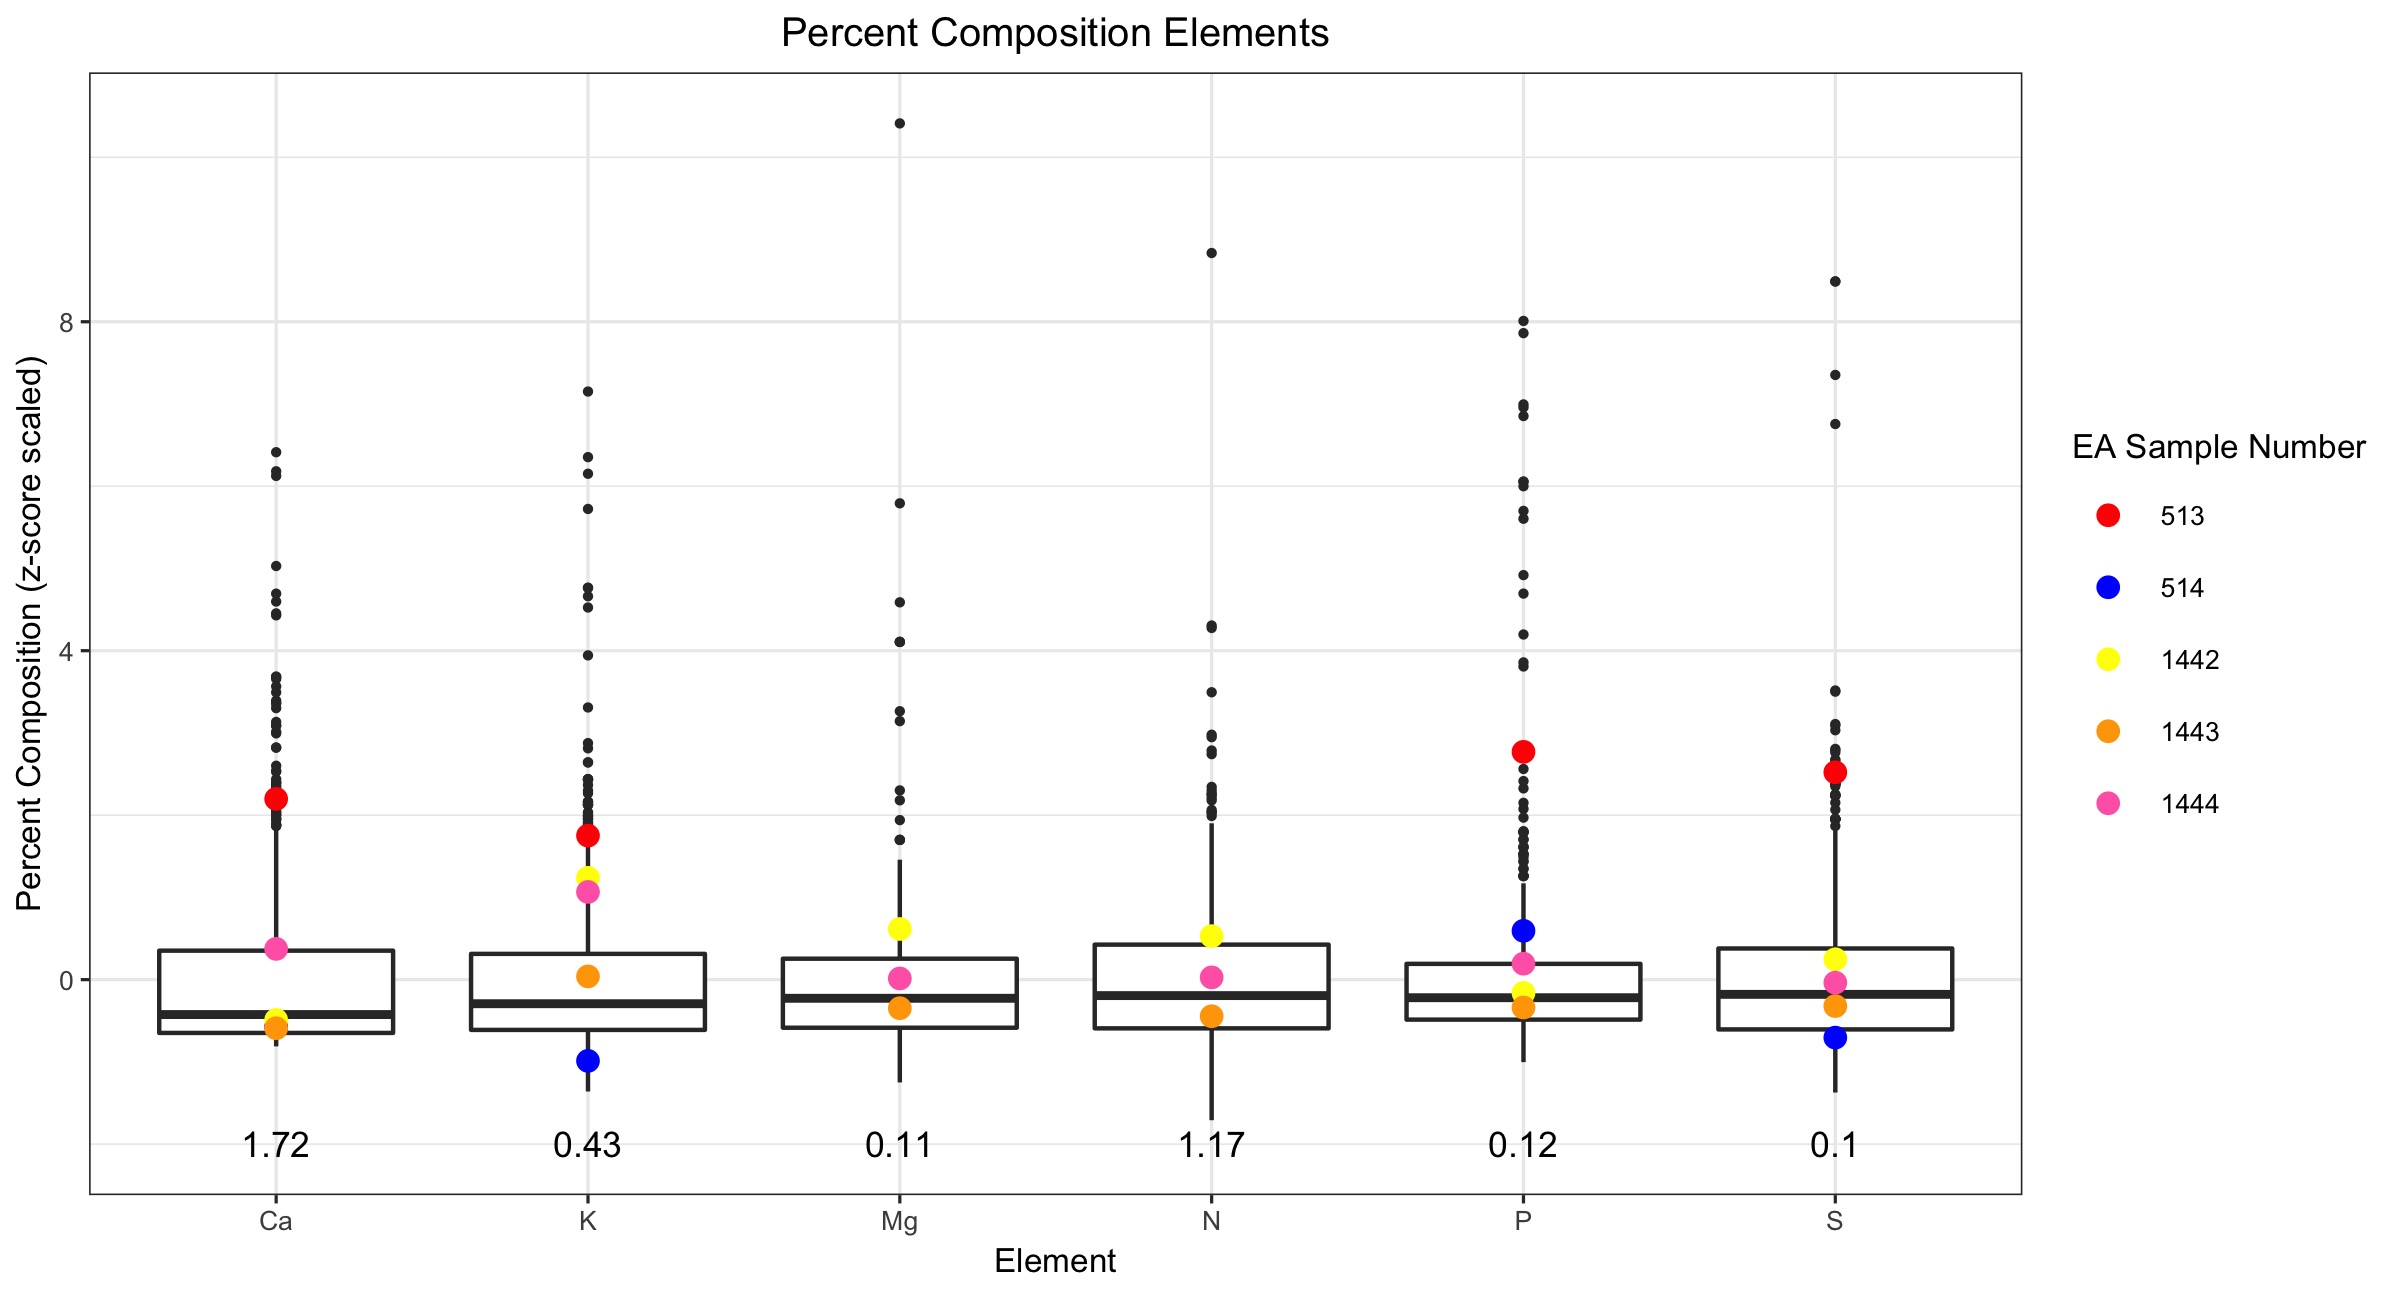 Percent Composition Elements
Percent Composition (z-score scaled)
8
4
0
1.72 0.43 0.11 1.17 0.12 0.1
Ca K Mg N P S
Element
EA Sample Number
513
514
1442
1443
1444